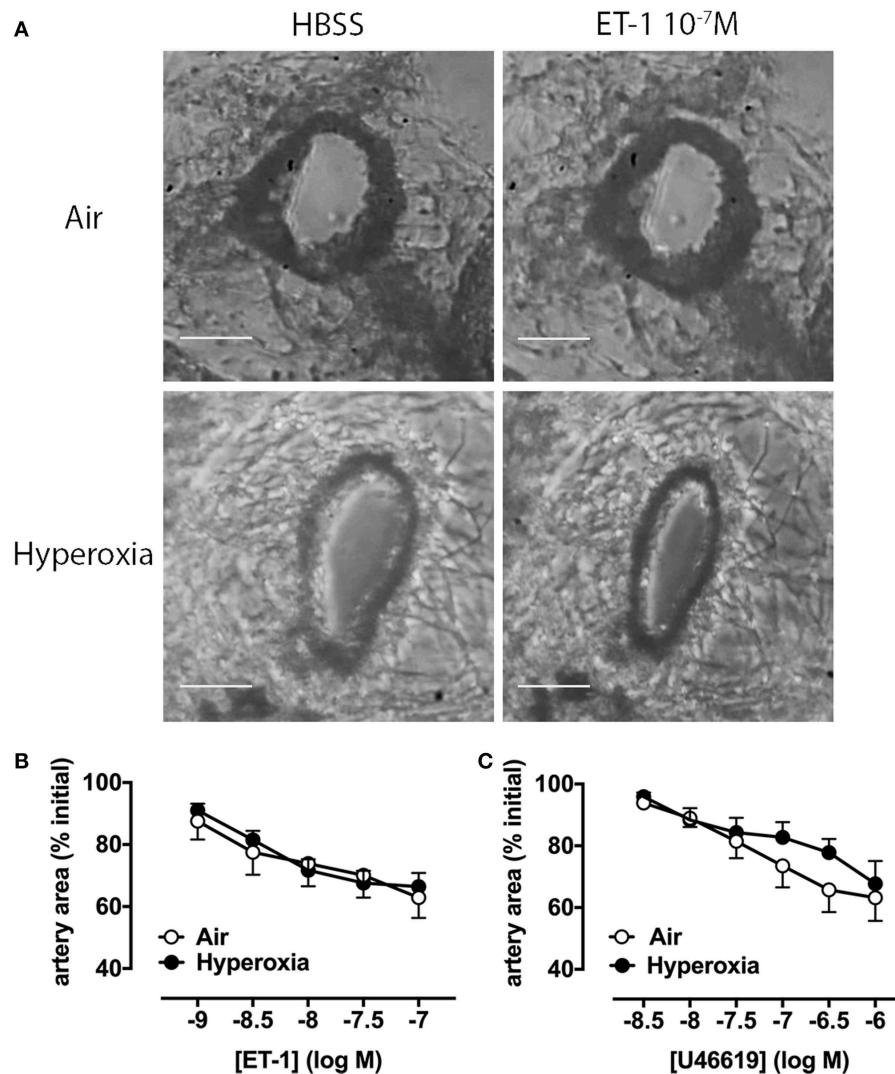 A
HBSS
ET-1 10⁻⁷M
Air
Hyperoxia
B
artery area (% initial)
100
80
60
40
Air
Hyperoxia
-9
-8.5
-8
-7.5
-7
[ET-1] (log M)
C
artery area (% initial)
100
80
60
40
Air
Hyperoxia
-8.5
-8
-7.5
-7
-6.5
-6
[U46619] (log M)